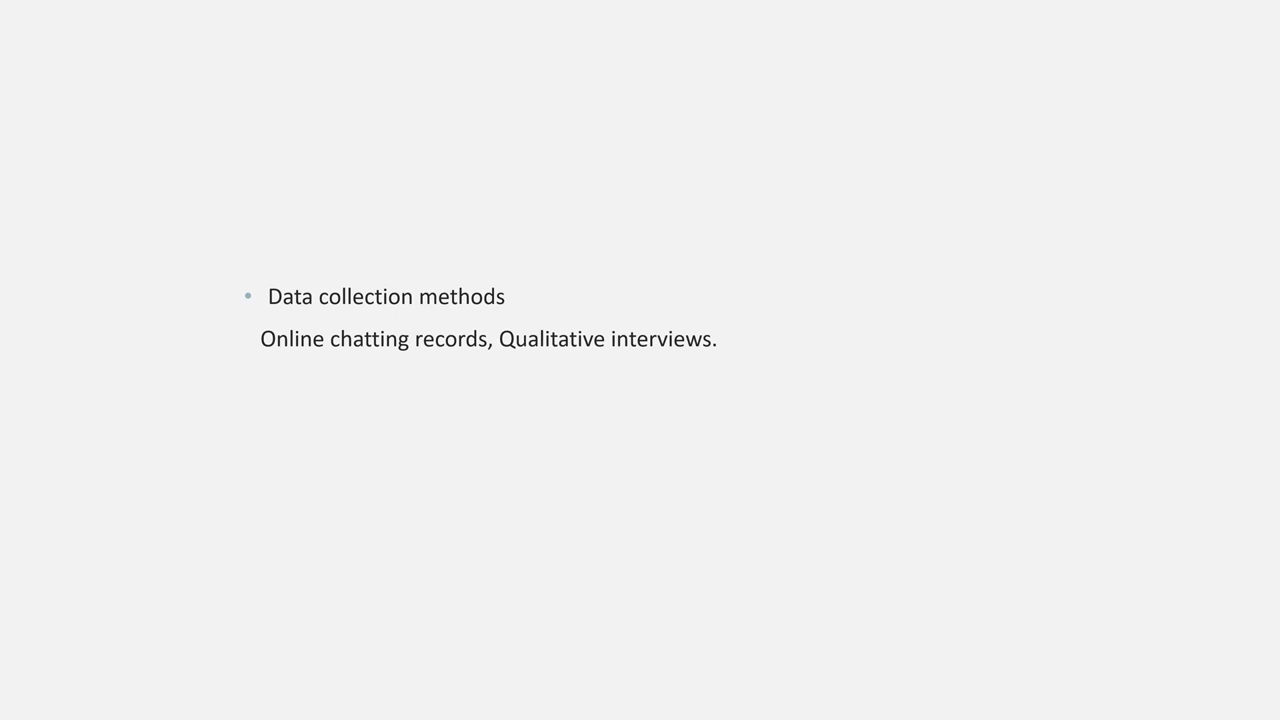 • Data collection methods
Online chatting records, Qualitative interviews.